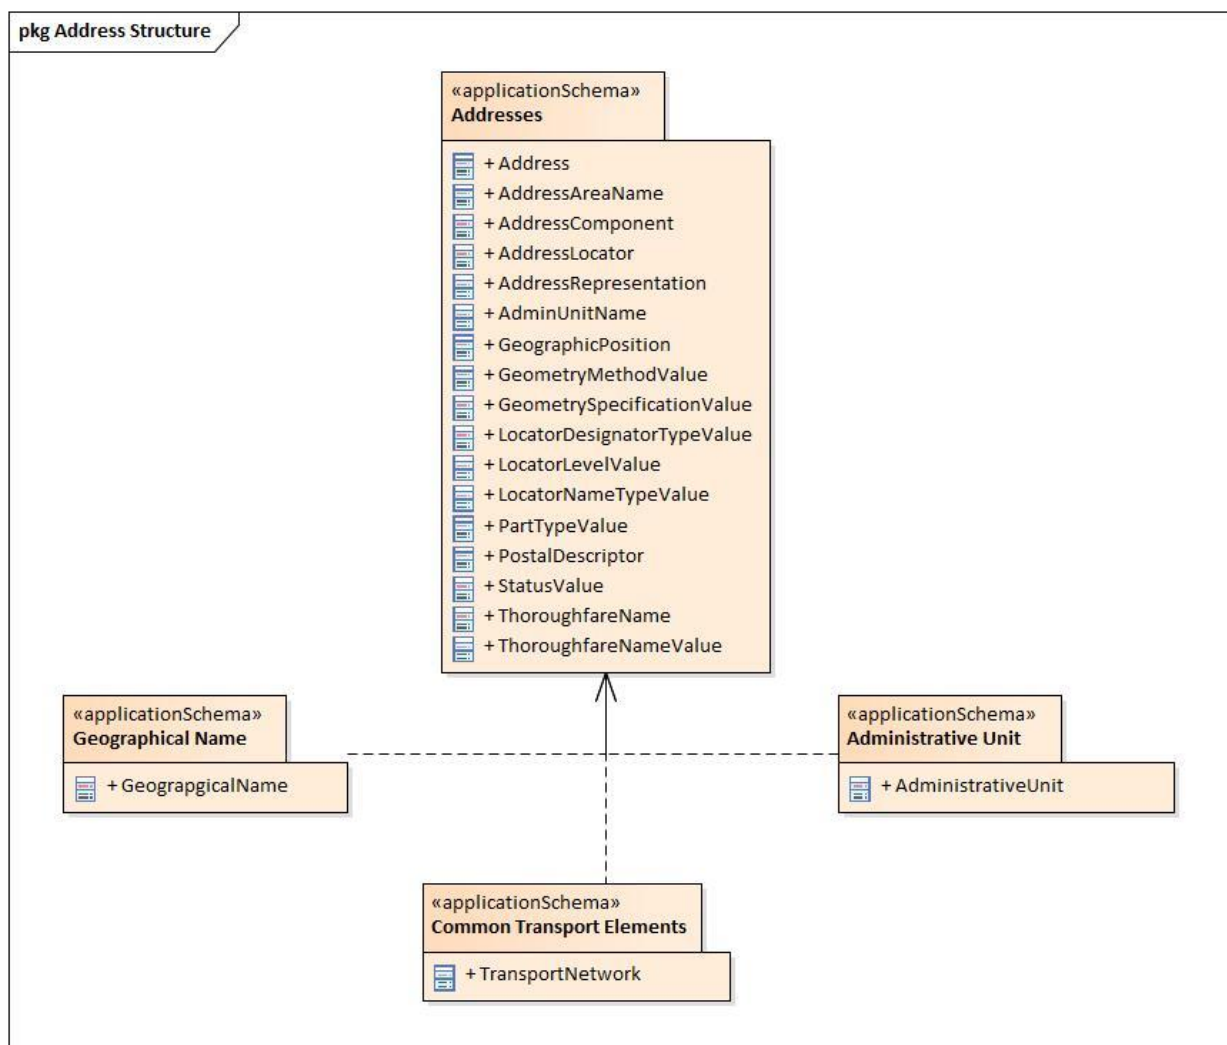 pkg Address Structure
«applicationSchema»
Addresses
+ Address
+ AddressAreaName
+ AddressComponent
+ AddressLocator
+ AddressRepresentation
+ AdminUnitName
+ GeographicPosition
+ GeometryMethodValue
+ GeometrySpecificationValue
+ LocatorDesignatorTypeValue
+ LocatorLevelValue
+ LocatorNameTypeValue
+ PartTypeValue
+ PostalDescriptor
+ StatusValue
+ ThoroughfareName
+ ThoroughfareNameValue
«applicationSchema»
Geographical Name
+ GeograpgicalName
«applicationSchema»
Administrative Unit
+ AdministrativeUnit
«applicationSchema»
Common Transport Elements
+ TransportNetwork